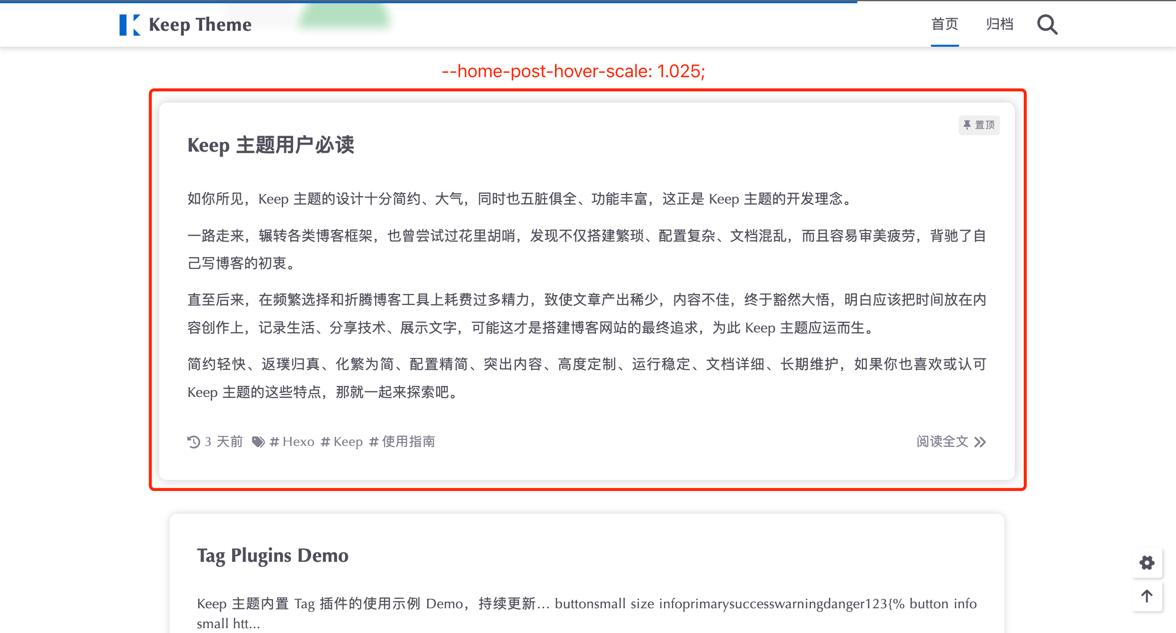 Keep Theme
首页
归档
--home-post-hover-scale: 1.025;
置顶
Keep 主题用户必读
如你所见，Keep 主题的设计十分简约、大气，同时也五脏俱全、功能丰富，这正是 Keep 主题的开发理念。
一路走来，辗转各类博客框架，也曾尝试过花里胡哨，发现不仅搭建繁琐、配置复杂、文档混乱，而且容易审美疲劳，背驰了自
己写博客的初衷。
直至后来，在频繁选择和折腾博客工具上耗费过多精力，致使文章产出稀少，内容不佳，终于豁然大悟，明白应该把时间放在内
容创作上，记录生活、分享技术、展示文字，可能这才是搭建博客网站的最终追求，为此 Keep 主题应运而生。
简约轻快、返璞归真、化繁为简、配置精简、突出内容、高度定制、运行稳定、文档详细、长期维护，如果你也喜欢或认可
Keep 主题的这些特点，那就一起来探索吧。
3 天前 # Hexo # Keep # 使用指南
阅读全文
Tag Plugins Demo
Keep 主题内置 Tag 插件的使用示例 Demo，持续更新... buttonsmall size infoprimarysuccesswarningdanger123{% button info
small htt...